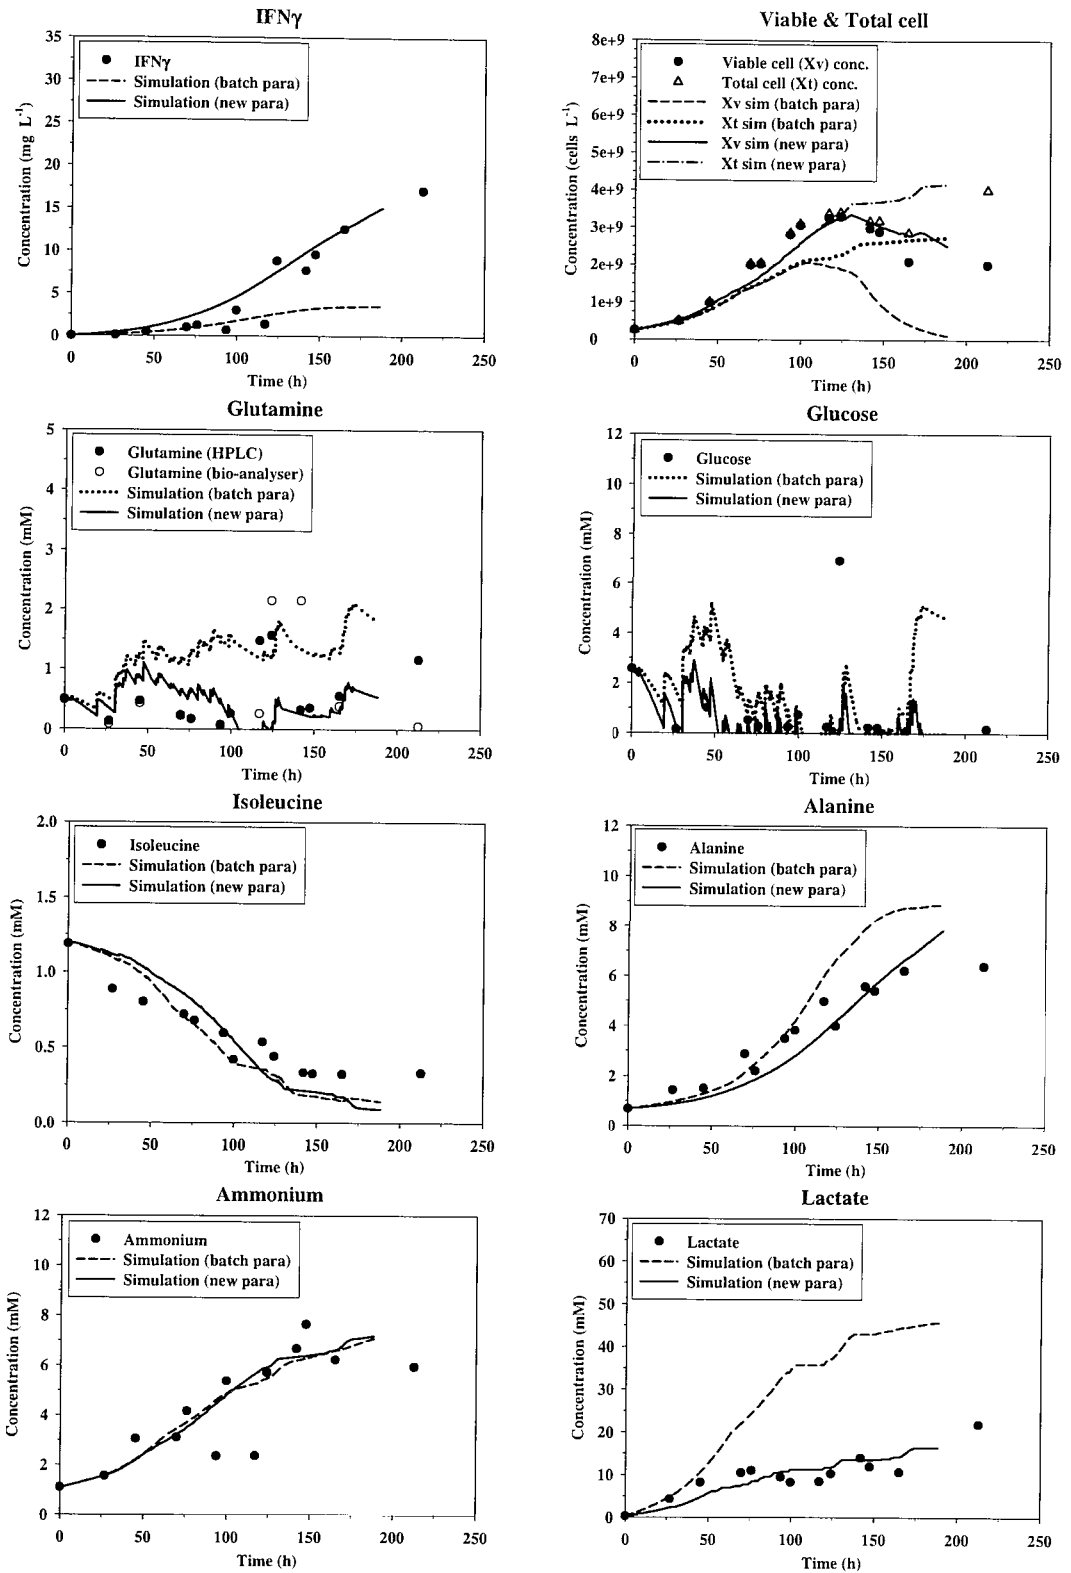 IFNγ
35
30
25
20
15
10
5
0
IFNγ
Simulation (batch para)
Simulation (new para)
Concentration (mg L⁻¹)
0 50 100 150 200 250
Time (h)
Viable & Total cell
8e+9
7e+9
6e+9
5e+9
4e+9
3e+9
2e+9
1e+9
0
Viable cell (Xv) conc.
Total cell (Xt) conc.
Xv sim (batch para)
Xt sim (batch para)
Xv sim (new para)
Xt sim (new para)
Concentration (cells L⁻¹)
0 50 100 150 200 250
Time (h)
Glutamine
5
4
3
2
1
0
Glutamine (HPLC)
Glutamine (bio-analyser)
Simulation (batch para)
Simulation (new para)
Concentration (mM)
0 50 100 150 200 250
Time (h)
Glucose
12
10
8
6
4
2
0
Glucose
Simulation (batch para)
Simulation (new para)
Concentration (mM)
0 50 100 150 200 250
Time (h)
Isoleucine
2.0
1.5
1.0
0.5
0.0
Isoleucine
Simulation (batch para)
Simulation (new para)
Concentration (mM)
0 50 100 150 200 250
Time (h)
Alanine
12
10
8
6
4
2
0
Alanine
Simulation (batch para)
Simulation (new para)
Concentration (mM)
0 50 100 150 200 250
Time (h)
Ammonium
12
10
8
6
4
2
0
Ammonium
Simulation (batch para)
Simulation (new para)
Concentration (mM)
0 50 100 150 200 250
Time (h)
Lactate
70
60
50
40
30
20
10
0
Lactate
Simulation (batch para)
Simulation (new para)
Concentration (mM)
0 50 100 150 200 250
Time (h)